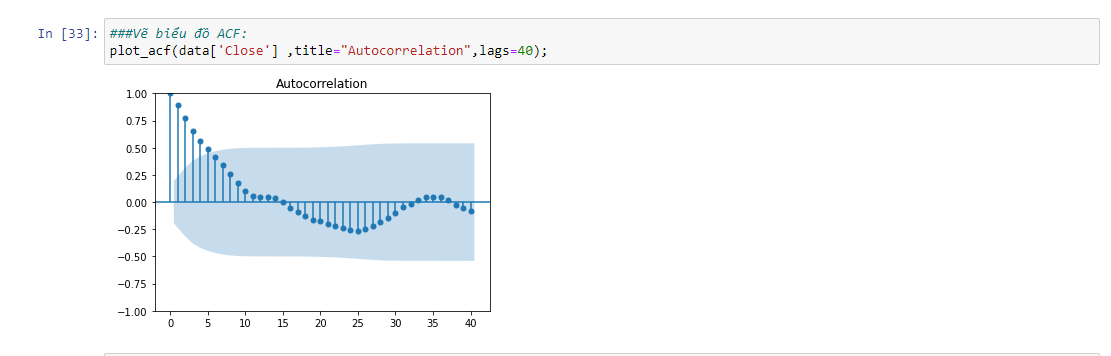 In [33]: ###Vẽ biểu đồ ACF:
plot_acf(data['Close'] ,title="Autocorrelation",lags=40);
Autocorrelation
1.00
0.75
0.50
0.25
0.00
−0.25
−0.50
−0.75
−1.00
0 5 10 15 20 25 30 35 40